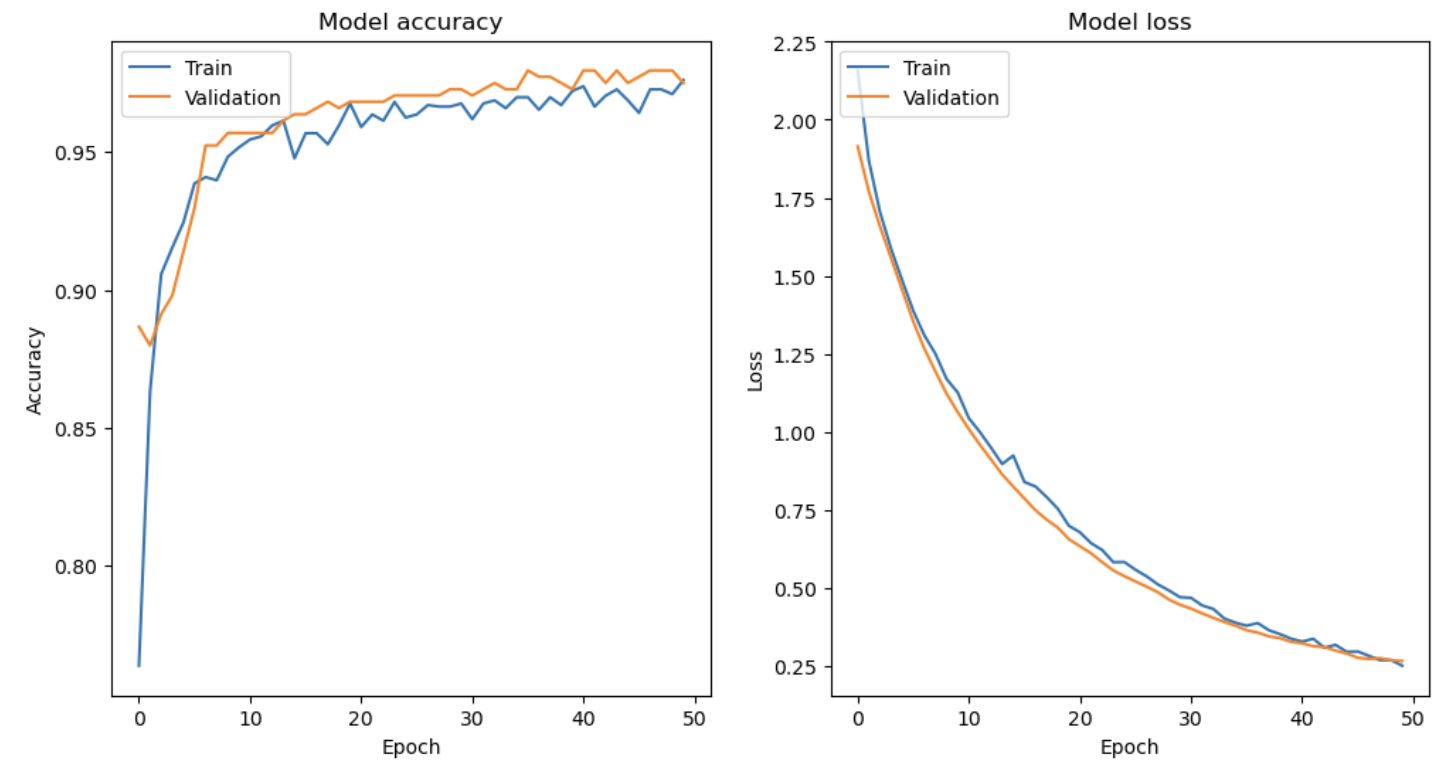 Model accuracy
Train
Validation
0.95
0.90
0.85
0.80
Accuracy
0 10 20 30 40 50
Epoch
Model loss
Train
Validation
2.25
2.00
1.75
1.50
1.25
1.00
0.75
0.50
0.25
Loss
0 10 20 30 40 50
Epoch